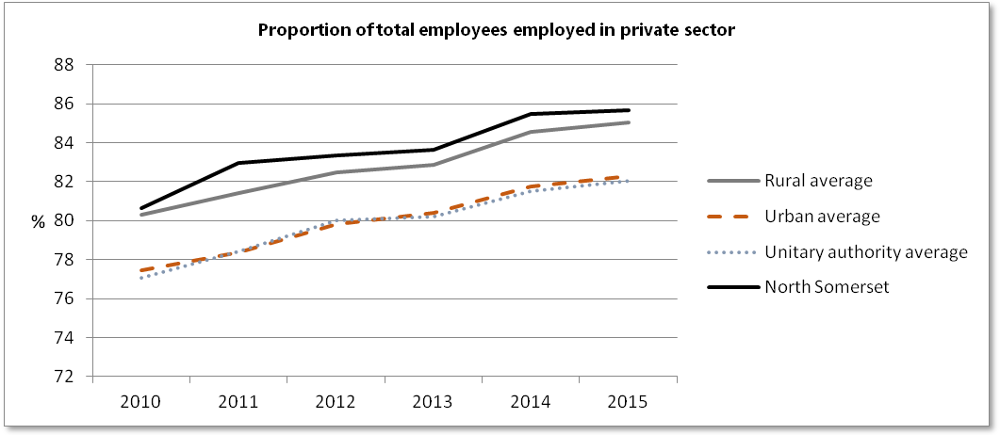 Proportion of total employees employed in private sector
88
86
84
82
80
78
76
74
72
%
2010 2011 2012 2013 2014 2015
Rural average
Urban average
Unitary authority average
North Somerset